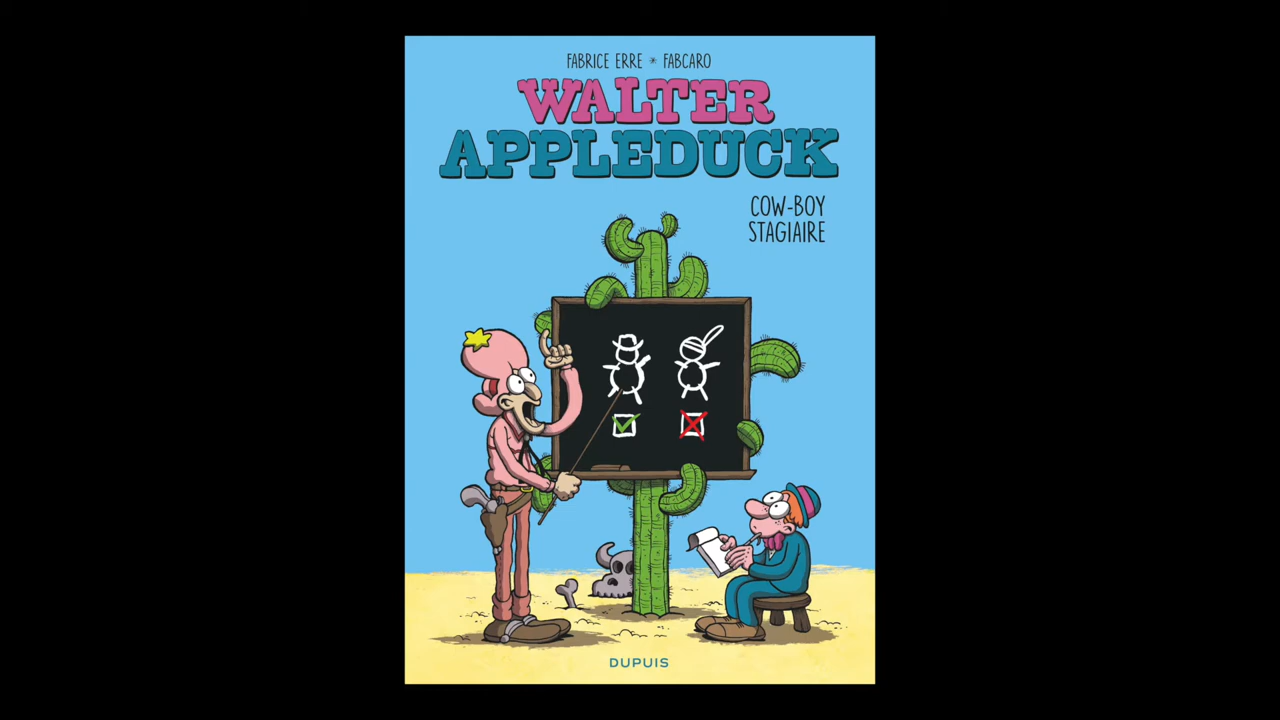 FABRICE ERRE * FABCARO
WALTER
APPLEDUCK
COW-BOY
STAGIAIRE
DUPUIS